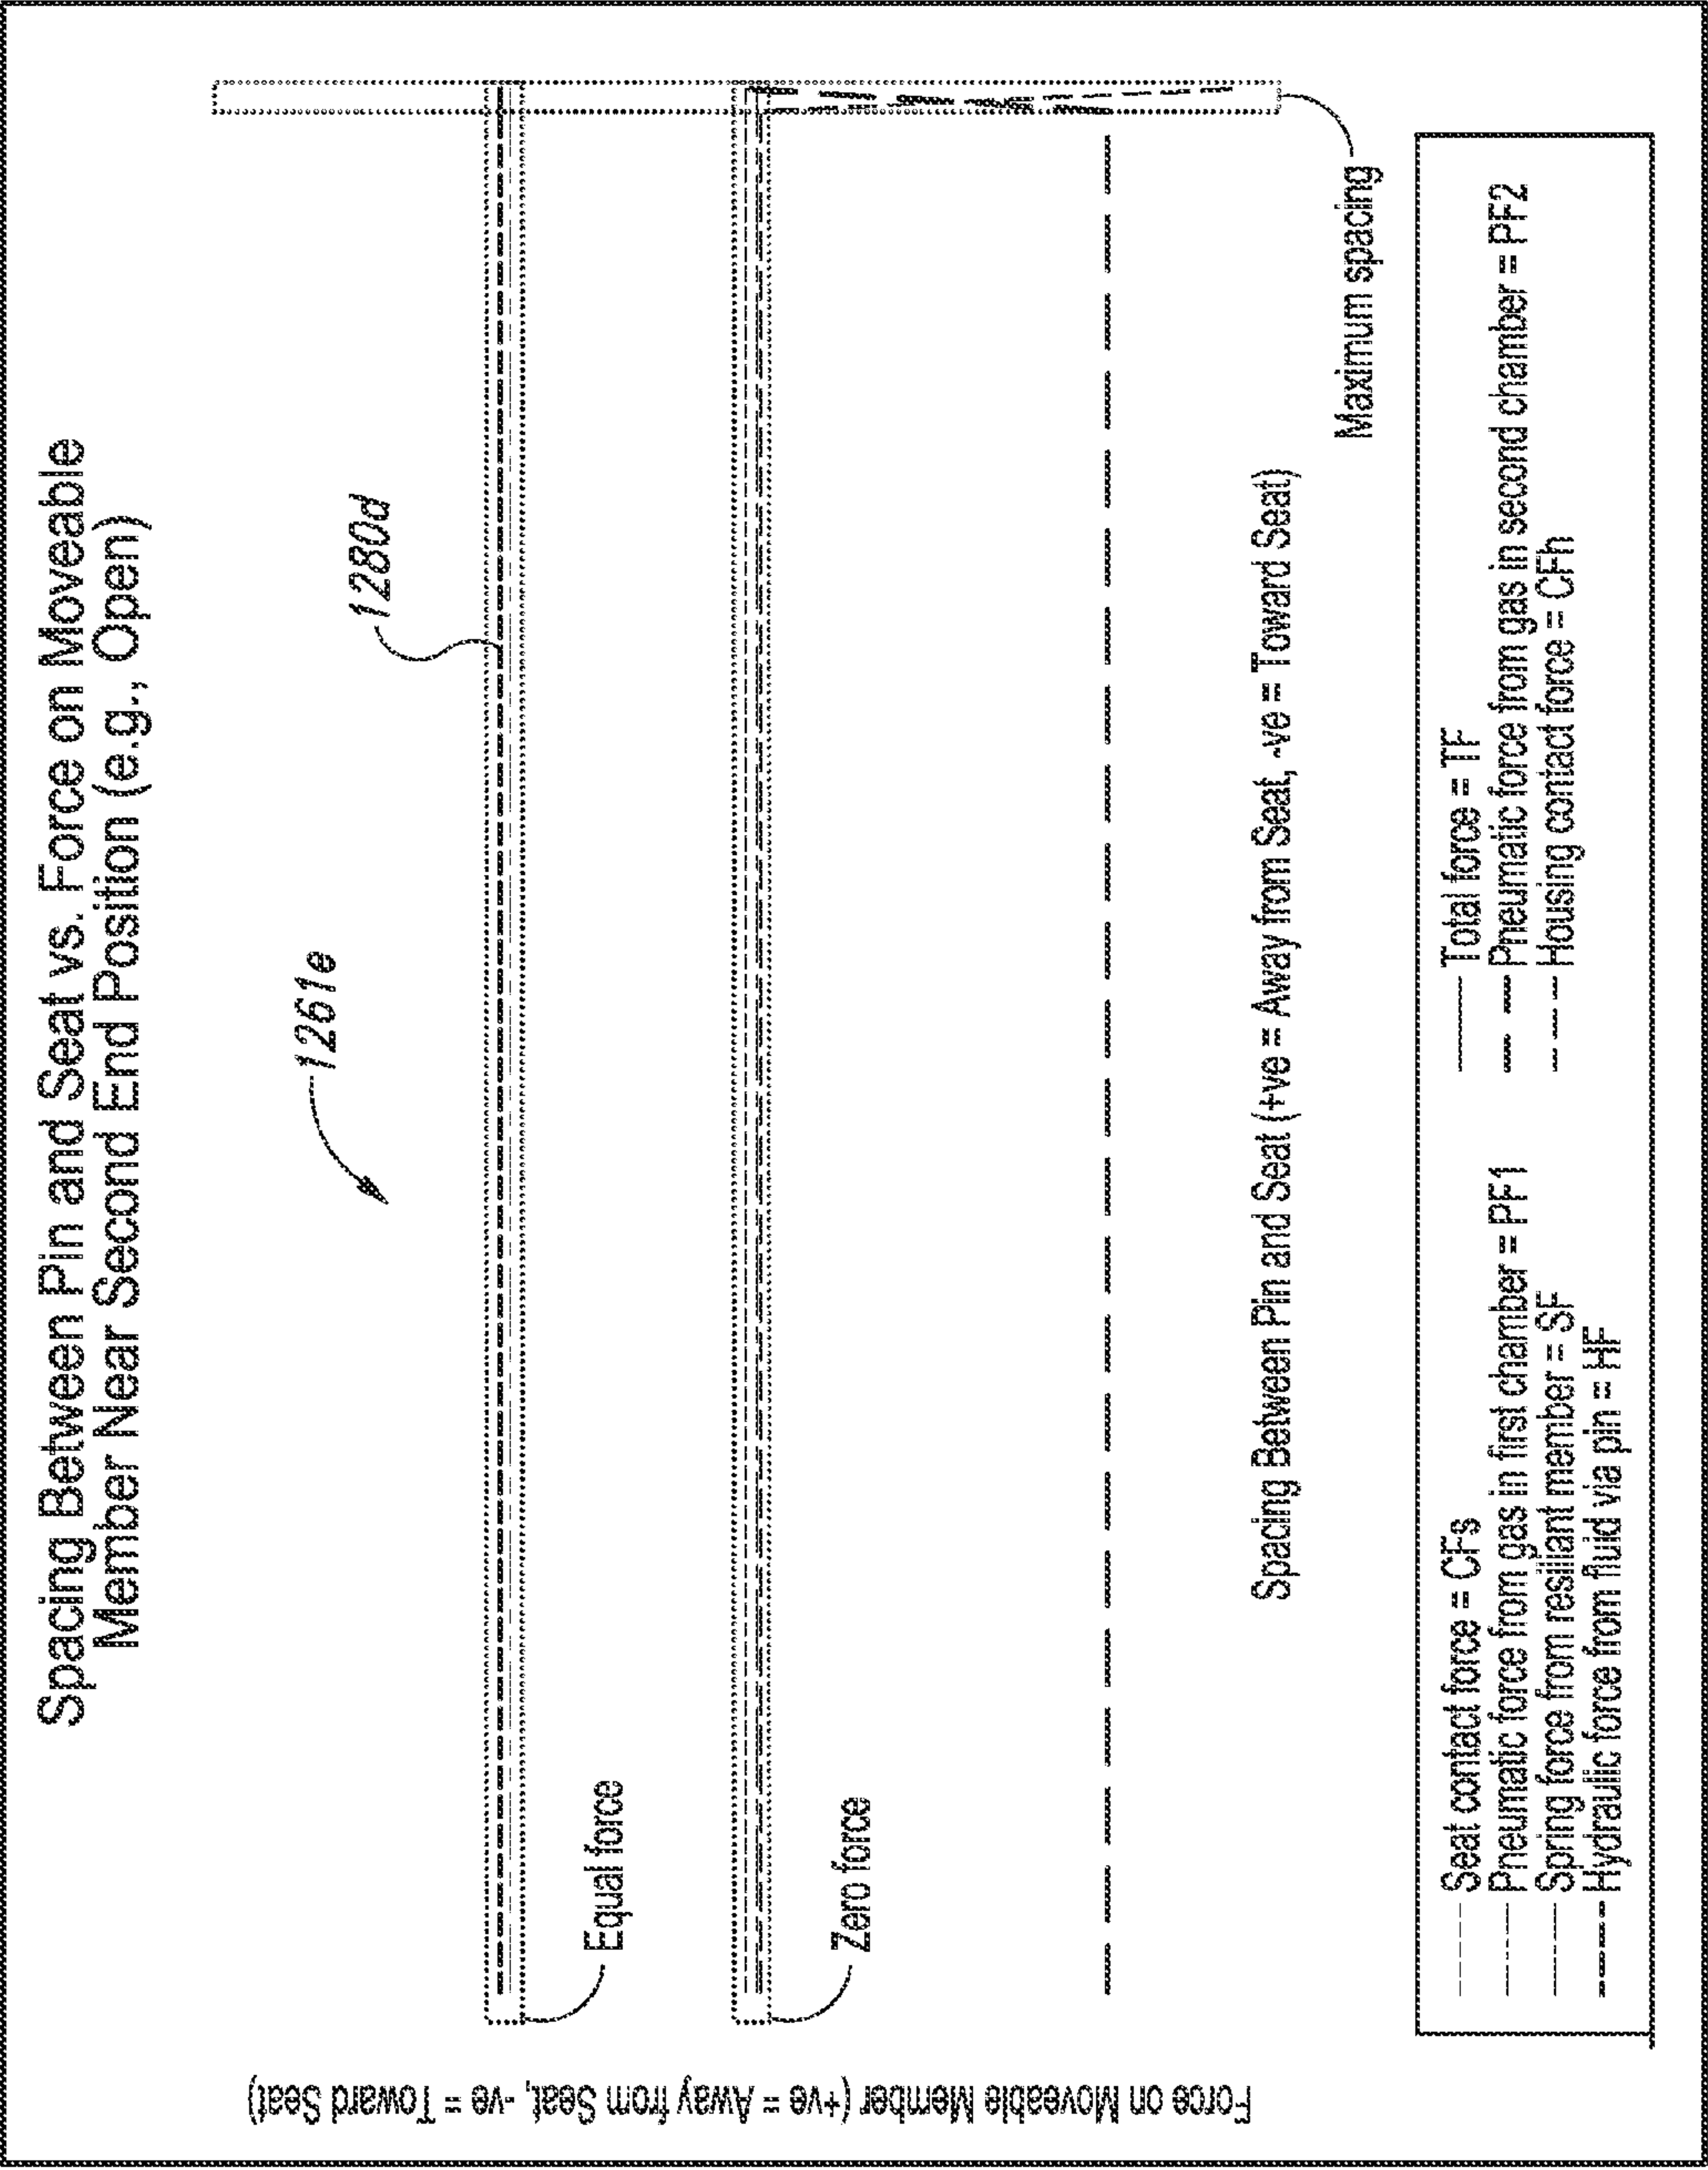 Spacing Between Pin and Seat vs. Force on Moveable
Member Near Second End Position (e.g., Open)
1261e
1280d
Equal force
Zero force
Force on Moveable Member (+ve = Away from Seat, -ve = Toward Seat)
Spacing Between Pin and Seat (+ve = Away from Seat, -ve = Toward Seat)
Maximum spacing
Seat contact force = CFs
Pneumatic force from gas in first chamber = PF1
Spring force from resiliant member = SF
Hydraulic force from fluid via pin = HF
Total force = TF
Pneumatic force from gas in second chamber = PF2
Housing contact force = CFh